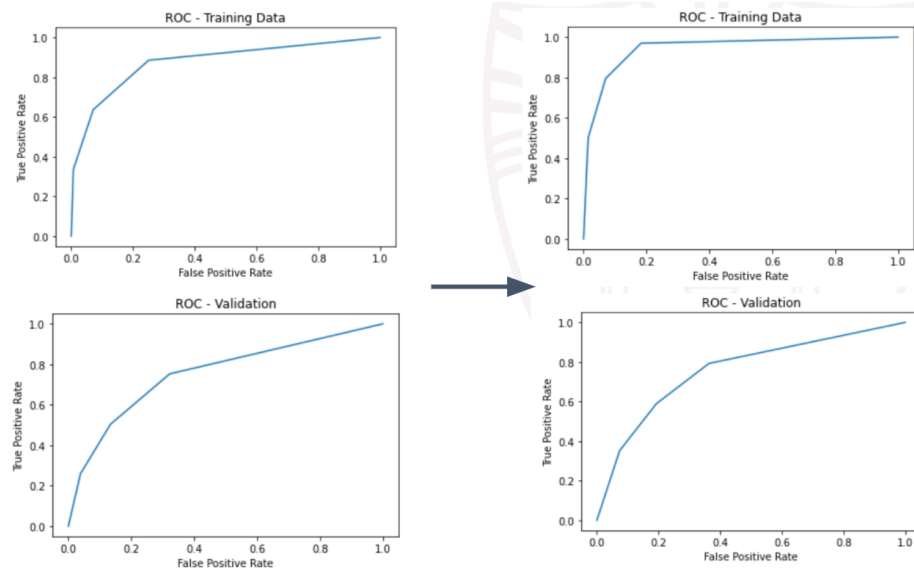 ROC - Training Data
True Positive Rate
1.0
0.8
0.6
0.4
0.2
0.0
0.0 0.2 0.4 0.6 0.8 1.0
False Positive Rate
ROC - Training Data
True Positive Rate
1.0
0.8
0.6
0.4
0.2
0.0
0.0 0.2 0.4 0.6 0.8 1.0
False Positive Rate
ROC - Validation
True Positive Rate
1.0
0.8
0.6
0.4
0.2
0.0
0.0 0.2 0.4 0.6 0.8 1.0
False Positive Rate
ROC - Validation
True Positive Rate
1.0
0.8
0.6
0.4
0.2
0.0
0.0 0.2 0.4 0.6 0.8 1.0
False Positive Rate